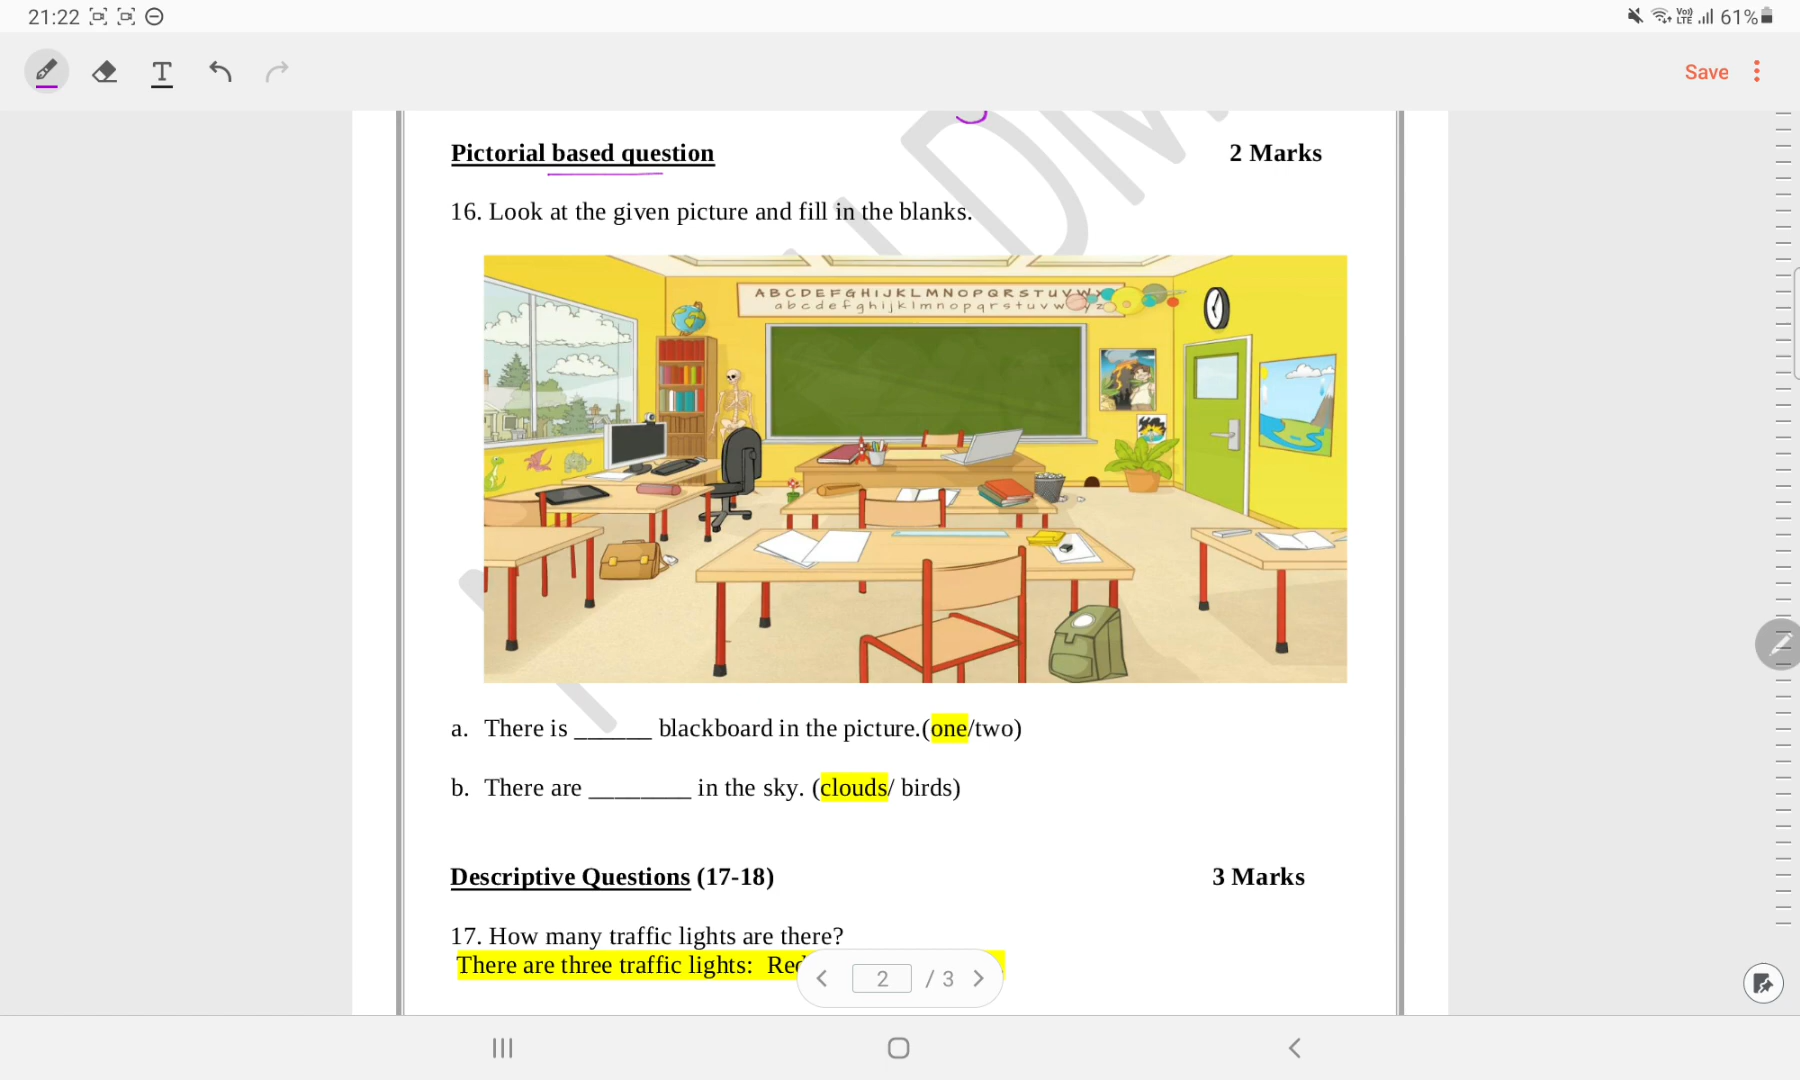 21:22
Vo)) LTE 61%
T
Save
Pictorial based question 2 Marks
16. Look at the given picture and fill in the blanks.
A B C D E F G H I J K L M N O P Q R S T U V W X
a b c d e f g h i j k l m n o p q r s t u v w y z
a. There is ______ blackboard in the picture.(one/two)
b. There are ________ in the sky. (clouds/ birds)
Descriptive Questions (17-18) 3 Marks
17. How many traffic lights are there?
There are three traffic lights: Red
2 / 3